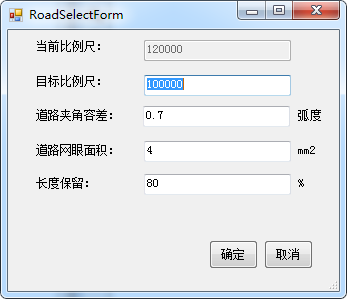 RoadSelectForm
当前比例尺： 120000
目标比例尺： 100000
道路夹角容差： 0.7 弧度
道路网眼面积： 4 mm2
长度保留： 80 %
确定 取消